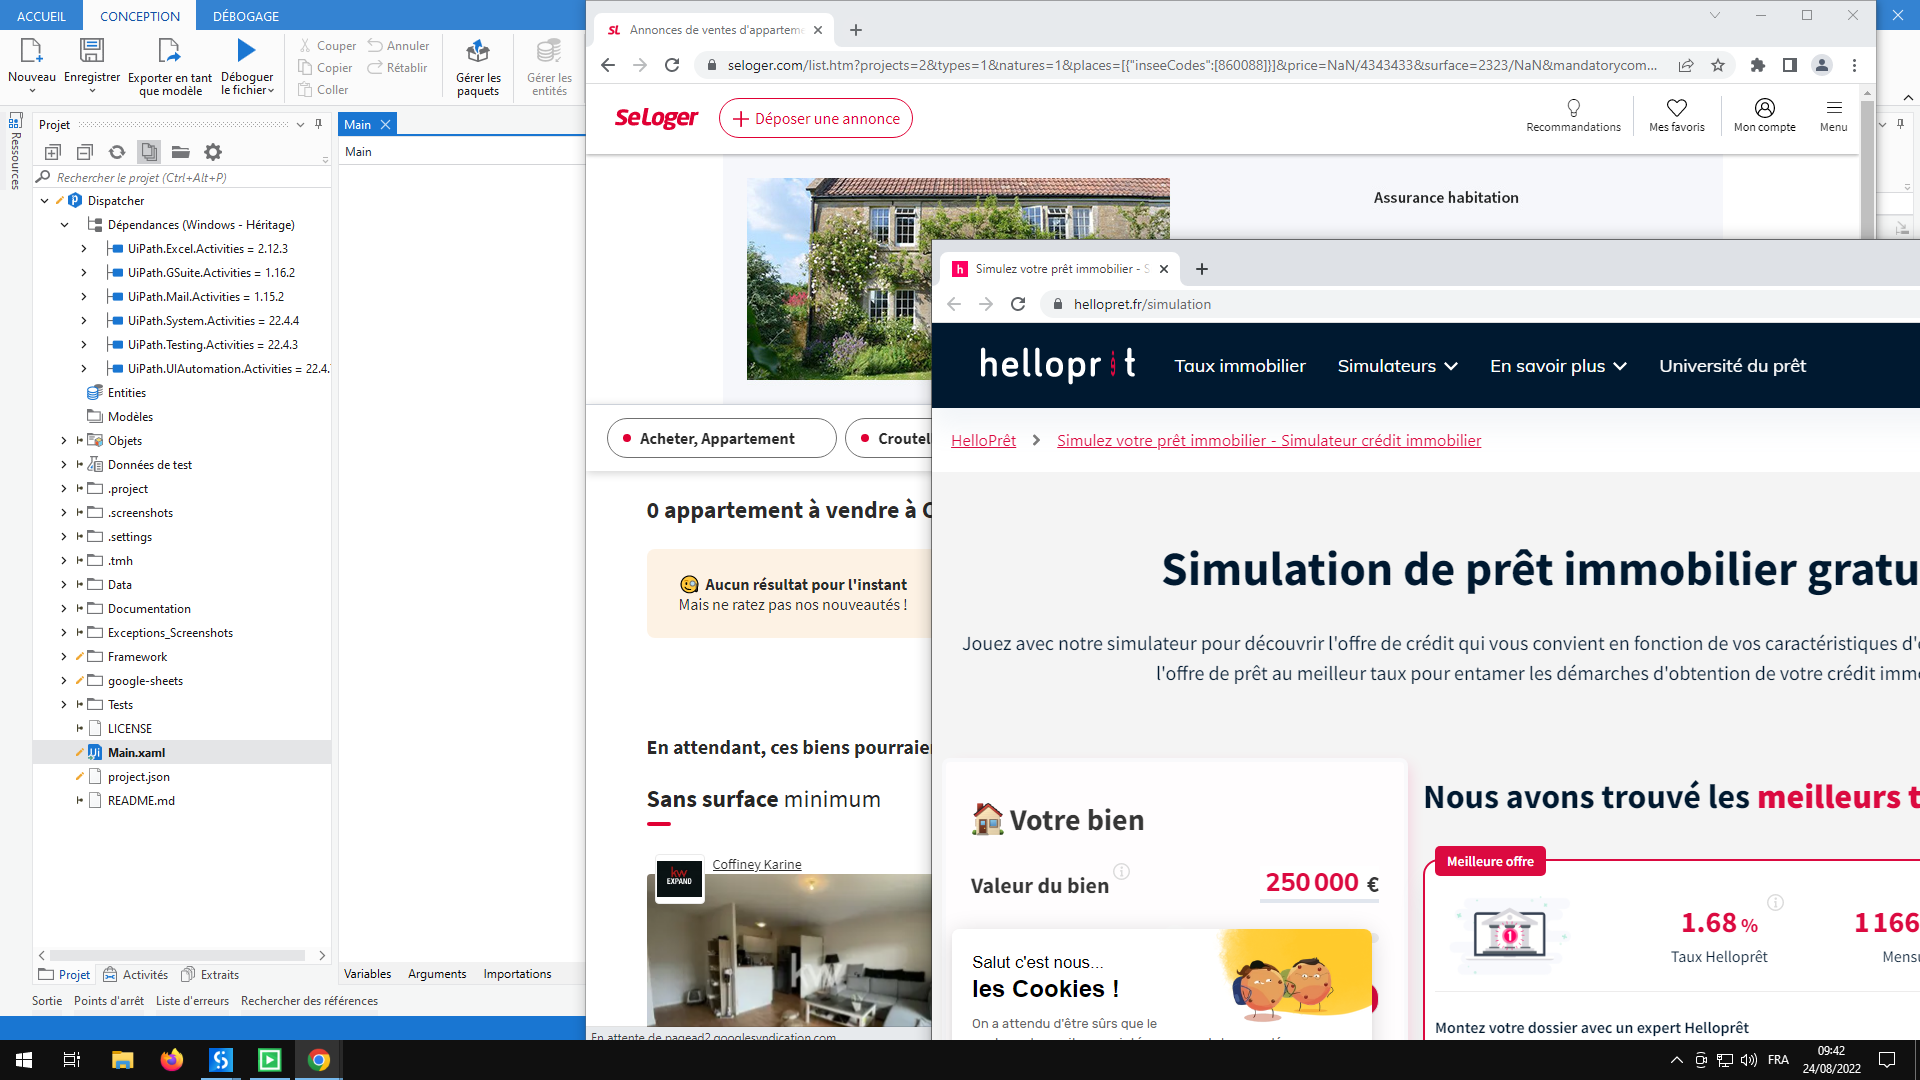 ACCUEIL
CONCEPTION
DÉBOGAGE
Nouveau
Enregistrer
Exporter en tant
que modèle
Déboguer
le fichier
Couper
Copier
Coller
Annuler
Rétablir
Gérer les
paquets
Gérer les
entités
Ressources
Projet
Rechercher le projet (Ctrl+Alt+P)
Dispatcher
Dépendances (Windows - Héritage)
UiPath.Excel.Activities = 2.12.3
UiPath.GSuite.Activities = 1.16.2
UiPath.Mail.Activities = 1.15.2
UiPath.System.Activities = 22.4.4
UiPath.Testing.Activities = 22.4.3
UiPath.UIAutomation.Activities = 22.4.
Entities
Modèles
Objets
Données de test
.project
.screenshots
.settings
.tmh
Data
Documentation
Exceptions_Screenshots
Framework
google-sheets
Tests
LICENSE
Main.xaml
project.json
README.md
Projet
Activités
Extraits
Sortie
Points d'arrêt
Liste d'erreurs
Rechercher des références
Main
Main
Variables
Arguments
Importations
SL
Annonces de ventes d'apparteme
seloger.com/list.htm?projects=2&types=1&natures=1&places=[{"inseeCodes":[860088]}]&price=NaN/4343433&surface=2323/NaN&mandatorycom...
SeLoger
Déposer une annonce
Recommandations
Mes favoris
Mon compte
Menu
Assurance habitation
Acheter, Appartement
Croutel
0 appartement à vendre à C
Aucun résultat pour l'instant
Mais ne ratez pas nos nouveautés !
En attendant, ces biens pourraie
Sans surface minimum
kw
EXPAND
Coffiney Karine
kw
En attente de pagead2.googlesyndication.com...
h
Simulez votre prêt immobilier - S
hellopret.fr/simulation
helloprêt
Taux immobilier
Simulateurs
En savoir plus
Université du prêt
HelloPrêt
Simulez votre prêt immobilier - Simulateur crédit immobilier
Simulation de prêt immobilier gratu
Jouez avec notre simulateur pour découvrir l'offre de crédit qui vous convient en fonction de vos caractéristiques d'
l'offre de prêt au meilleur taux pour entamer les démarches d'obtention de votre crédit immo
Votre bien
Valeur du bien
250 000 €
Salut c'est nous...
les Cookies !
On a attendu d'être sûrs que le
Nous avons trouvé les meilleurs t
Meilleure offre
1
1.68 %
Taux Helloprêt
1 166
Mensu
Montez votre dossier avec un expert Helloprêt
FRA
09:42
24/08/2022